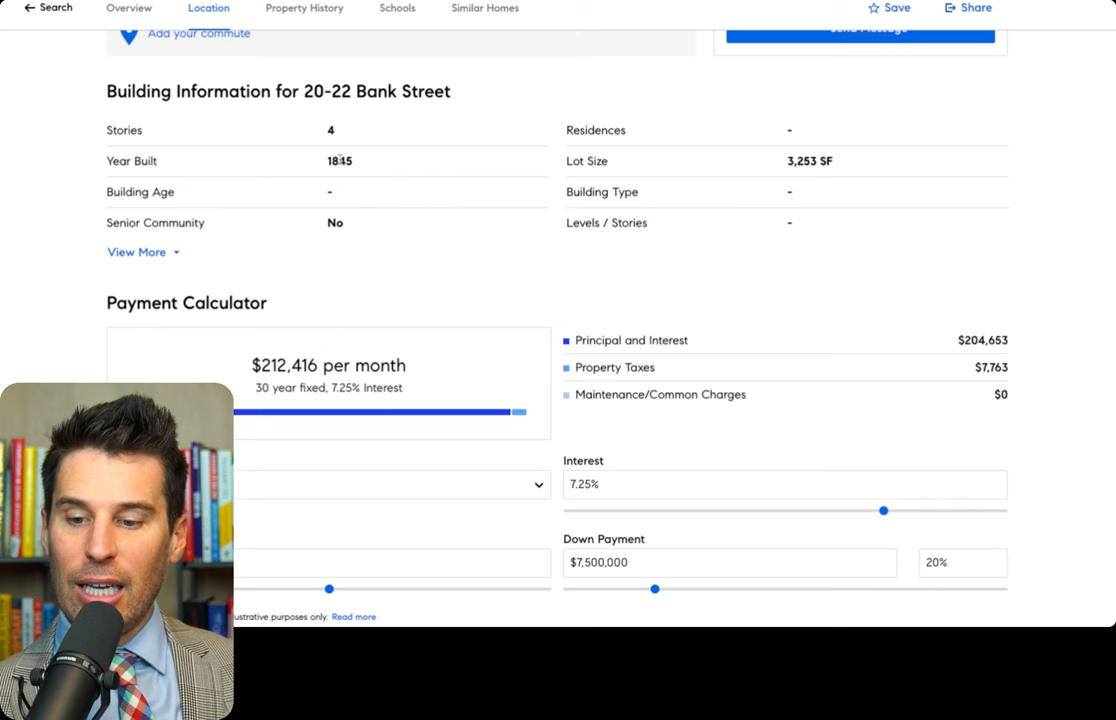 ← Search
Overview
Location
Property History
Schools
Similar Homes
Save
Share
Add your commute
Send Message
Building Information for 20-22 Bank Street
Stories 4
Residences -
Year Built 1845
Lot Size 3,253 SF
Building Age -
Building Type -
Senior Community No
Levels / Stories -
View More
Payment Calculator
$212,416 per month
30 year fixed, 7.25% Interest
Principal and Interest $204,653
Property Taxes $7,763
Maintenance/Common Charges $0
Interest
7.25%
Down Payment
$7,500,000
20%
ustrative purposes only. Read more